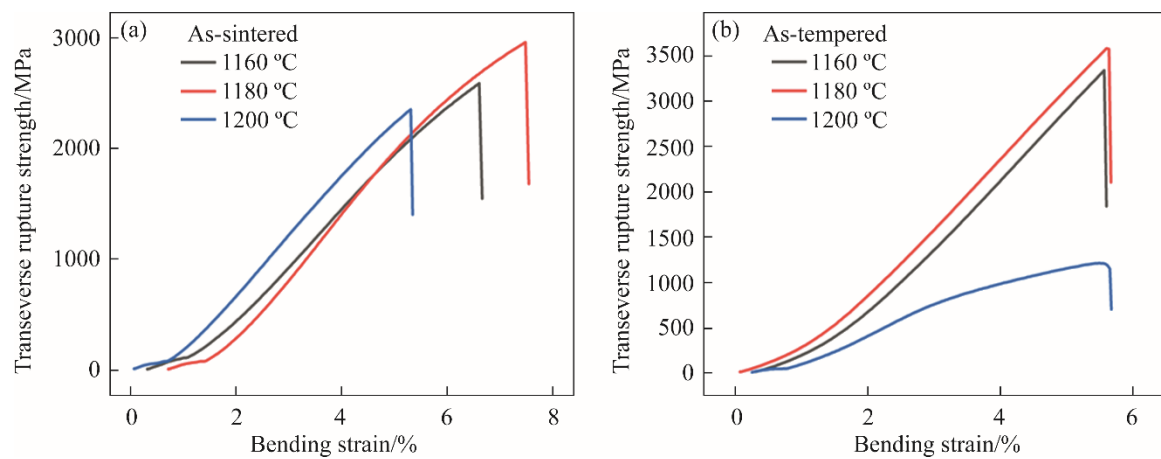 (a) As-sintered
1160 ºC
1180 ºC
1200 ºC
3000
2000
1000
0
0 2 4 6 8
Bending strain/%
Transeverse rupture strength/MPa
(b) As-tempered
1160 ºC
1180 ºC
1200 ºC
3500
3000
2500
2000
1500
1000
500
0
0 2 4 6
Bending strain/%
Transeverse rupture strength/MPa